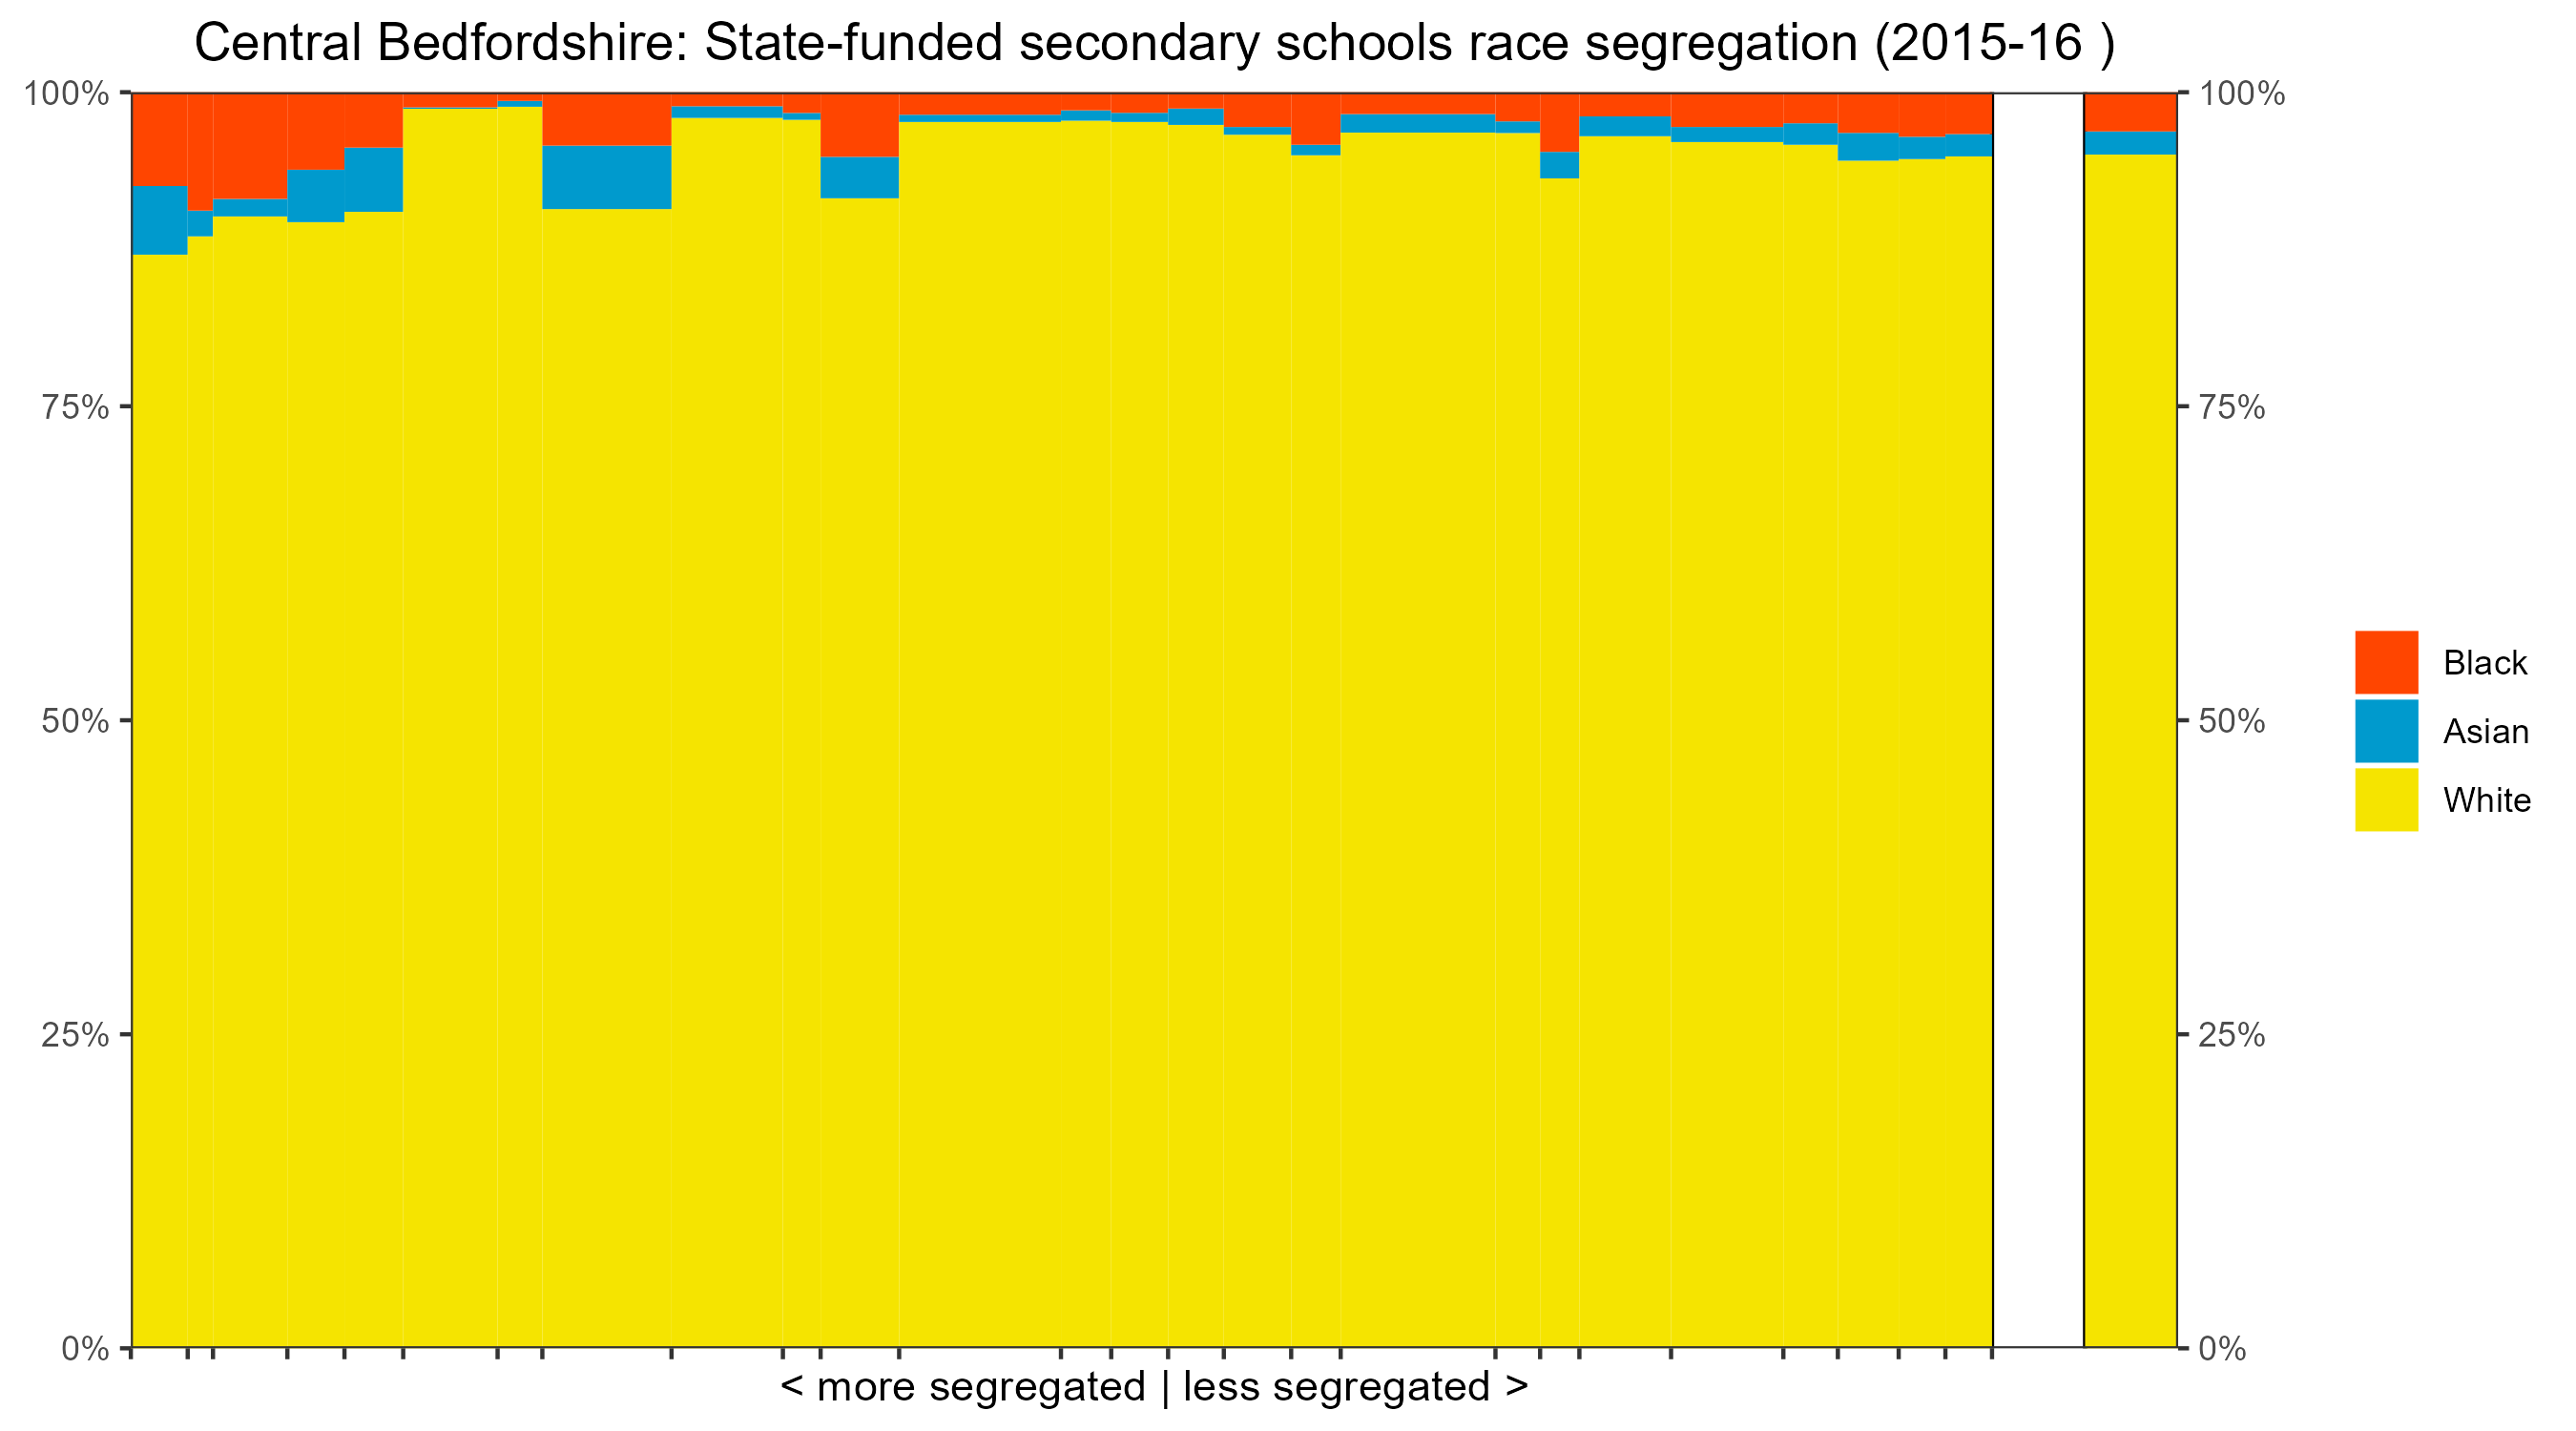 Central Bedfordshire: State-funded secondary schools race segregation (2015-16 )
100%
75%
50%
25%
0%
100%
75%
50%
25%
0%
Black
Asian
White
< more segregated | less segregated >